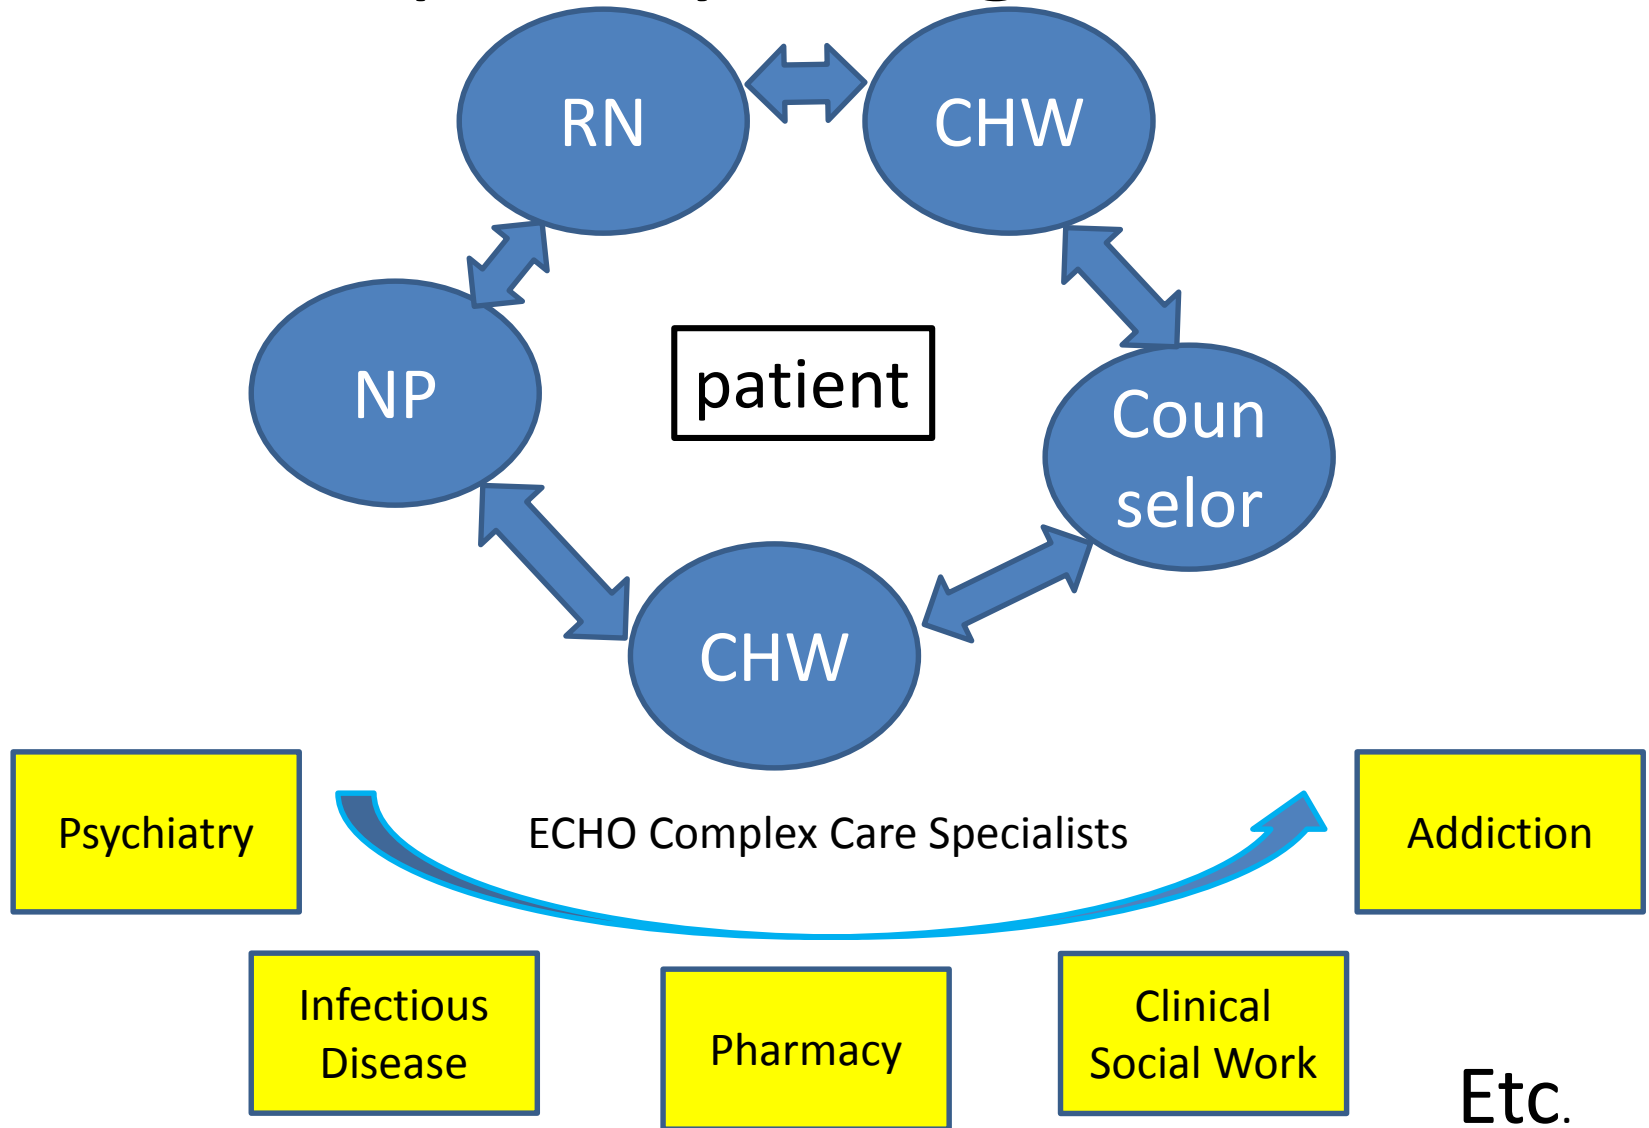 RN
CHW
NP
patient
Coun
selor
CHW
Psychiatry
ECHO Complex Care Specialists
Addiction
Infectious
Disease
Pharmacy
Clinical
Social Work
Etc.